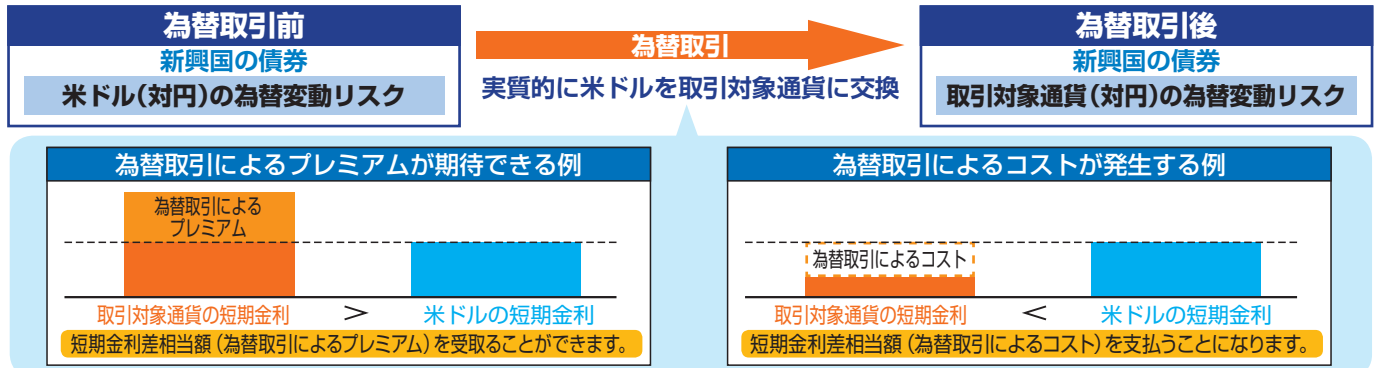 為替取引前
新興国の債券
米ドル(対円)の為替変動リスク
為替取引
実質的に米ドルを取引対象通貨に交換
為替取引後
新興国の債券
取引対象通貨(対円)の為替変動リスク
為替取引によるプレミアムが期待できる例
為替取引による
プレミアム
取引対象通貨の短期金利 > 米ドルの短期金利
短期金利差相当額(為替取引によるプレミアム)を受取ることができます。
為替取引によるコストが発生する例
為替取引によるコスト
取引対象通貨の短期金利 < 米ドルの短期金利
短期金利差相当額(為替取引によるコスト)を支払うことになります。